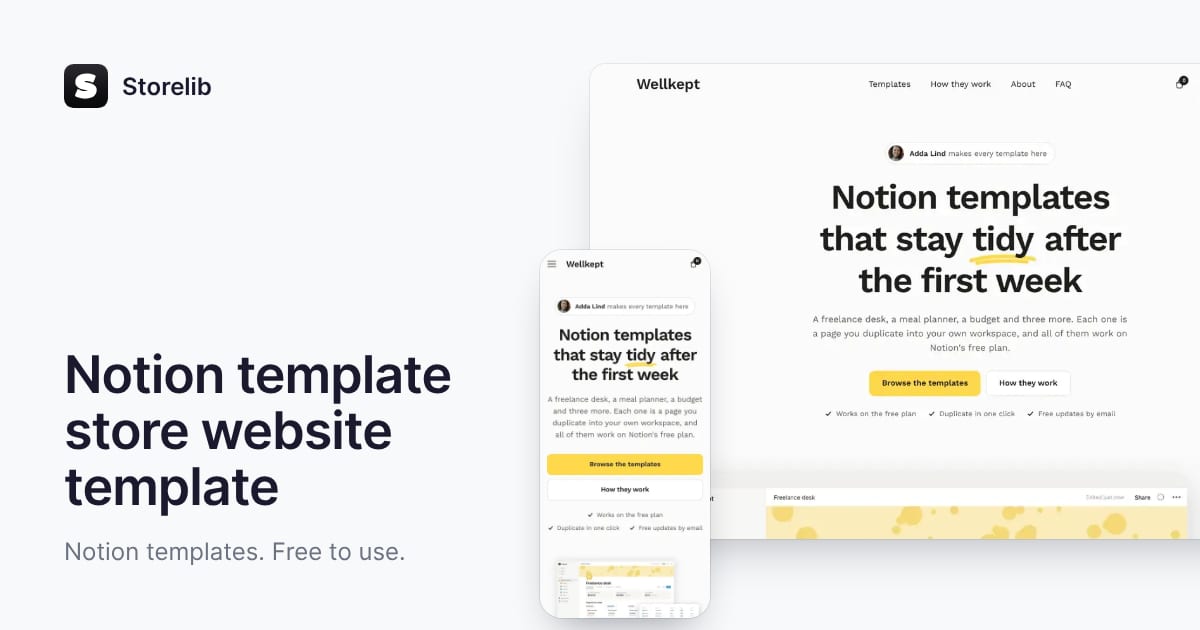 Storelib
Notion template
store website
template
Notion templates. Free to use.
Wellkept
Templates How they work About FAQ
Adda Lind makes every template here
Notion templates
that stay tidy after
the first week
A freelance desk, a meal planner, a budget and three more. Each one is
a page you duplicate into your own workspace, and all of them work on
Notion's free plan.
Browse the templates How they work
Works on the free plan Duplicate in one click Free updates by email
Freelance desk Edited just now Share
Wellkept
Adda Lind makes every template here
Notion templates
that stay tidy after
the first week
A freelance desk, a meal planner, a budget
and three more. Each one is a page you
duplicate into your own workspace, and
all of them work on Notion's free plan.
Browse the templates
How they work
Works on the free plan
Duplicate in one click Free updates by email
Freelance desk